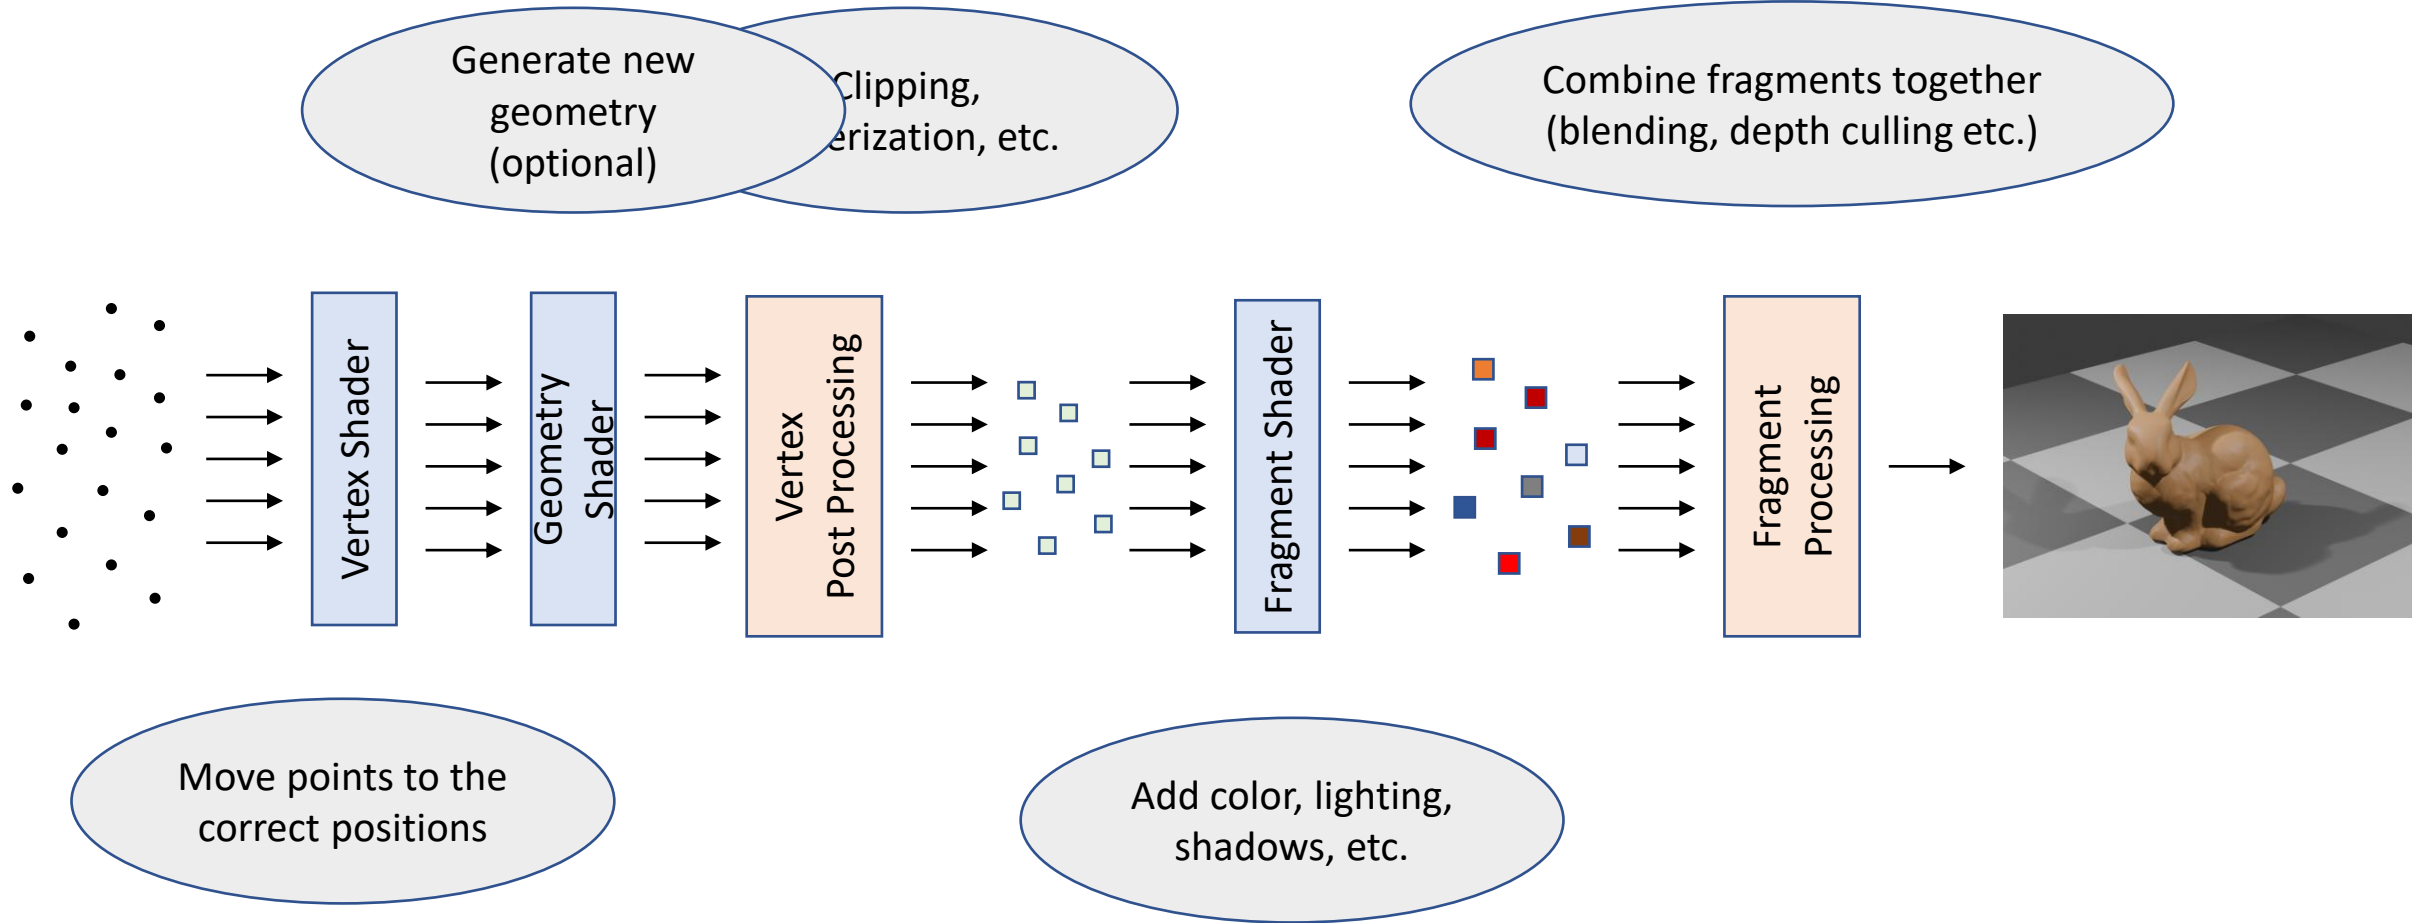 Generate new
geometry
(optional)
Clipping,
erization, etc.
Combine fragments together
(blending, depth culling etc.)
Vertex Shader
Geometry
Shader
Vertex
Post Processing
Fragment Shader
Fragment
Processing
Move points to the
correct positions
Add color, lighting,
shadows, etc.